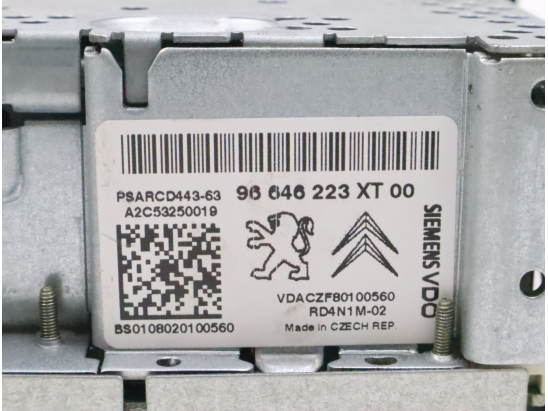 PSARCD443-63 96 646 223 XT 00
A2C53250019
SIEMENS VDO
VDACZF80100560
RD4N1M-02
BS0108020100560
Made in CZECH REP.